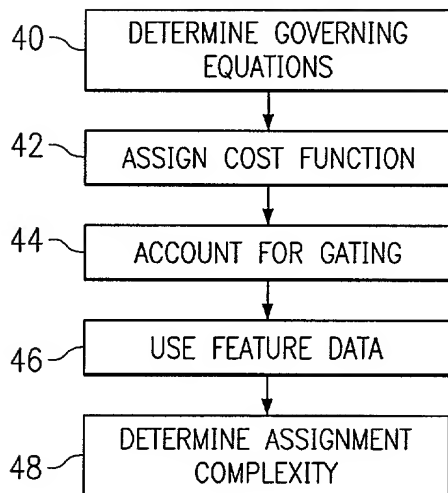 40 DETERMINE GOVERNING
EQUATIONS
42 ASSIGN COST FUNCTION
44 ACCOUNT FOR GATING
46 USE FEATURE DATA
48 DETERMINE ASSIGNMENT
COMPLEXITY